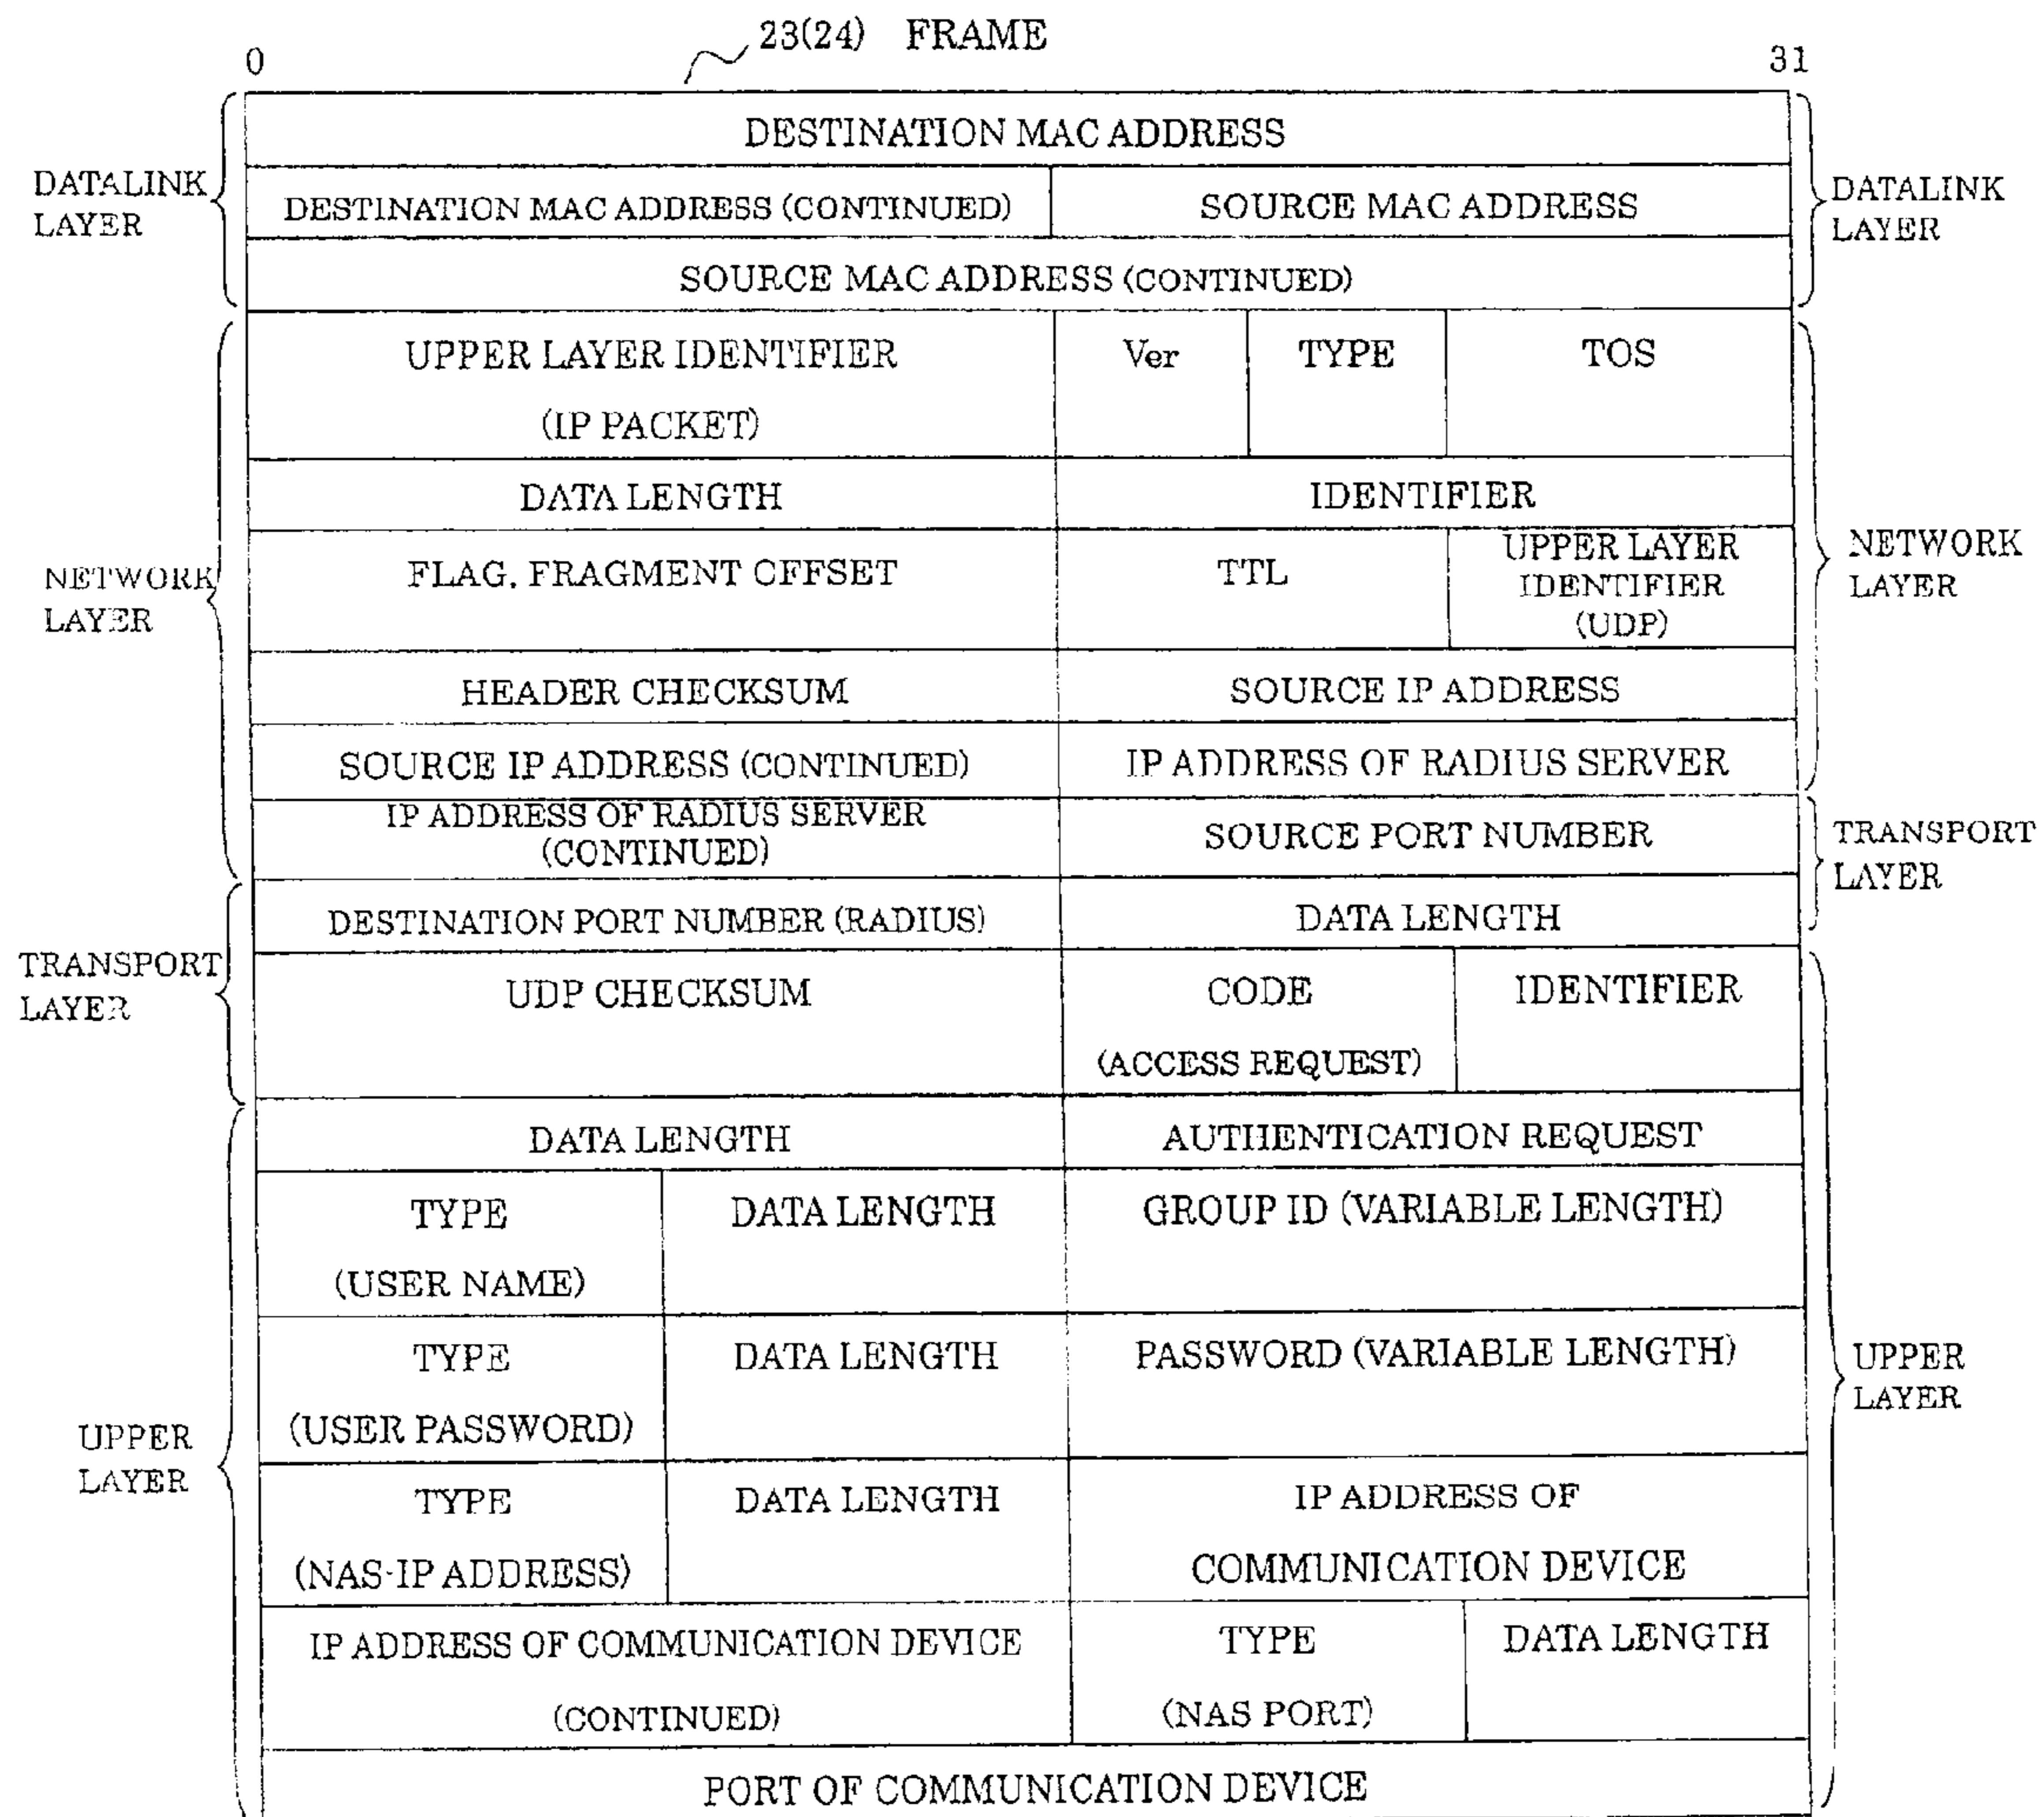 23(24) FRAME
0
31
DESTINATION MAC ADDRESS
DATALINK
LAYER
DESTINATION MAC ADDRESS (CONTINUED)
SOURCE MAC ADDRESS
DATALINK
LAYER
SOURCE MAC ADDRESS (CONTINUED)
UPPER LAYER IDENTIFIER
(IP PACKET)
Ver
TYPE
TOS
DATA LENGTH
IDENTIFIER
NETWORK
LAYER
FLAG, FRAGMENT OFFSET
TTL
UPPER LAYER
IDENTIFIER
(UDP)
NETWORK
LAYER
HEADER CHECKSUM
SOURCE IP ADDRESS
SOURCE IP ADDRESS (CONTINUED)
IP ADDRESS OF RADIUS SERVER
IP ADDRESS OF RADIUS SERVER
(CONTINUED)
SOURCE PORT NUMBER
TRANSPORT
LAYER
DESTINATION PORT NUMBER (RADIUS)
DATA LENGTH
TRANSPORT
LAYER
UDP CHECKSUM
CODE
(ACCESS REQUEST)
IDENTIFIER
DATA LENGTH
AUTHENTICATION REQUEST
TYPE
(USER NAME)
DATA LENGTH
GROUP ID (VARIABLE LENGTH)
TYPE
(USER PASSWORD)
DATA LENGTH
PASSWORD (VARIABLE LENGTH)
UPPER
LAYER
UPPER
LAYER
TYPE
(NAS-IP ADDRESS)
DATA LENGTH
IP ADDRESS OF
COMMUNICATION DEVICE
IP ADDRESS OF COMMUNICATION DEVICE
(CONTINUED)
TYPE
(NAS PORT)
DATA LENGTH
PORT OF COMMUNICATION DEVICE